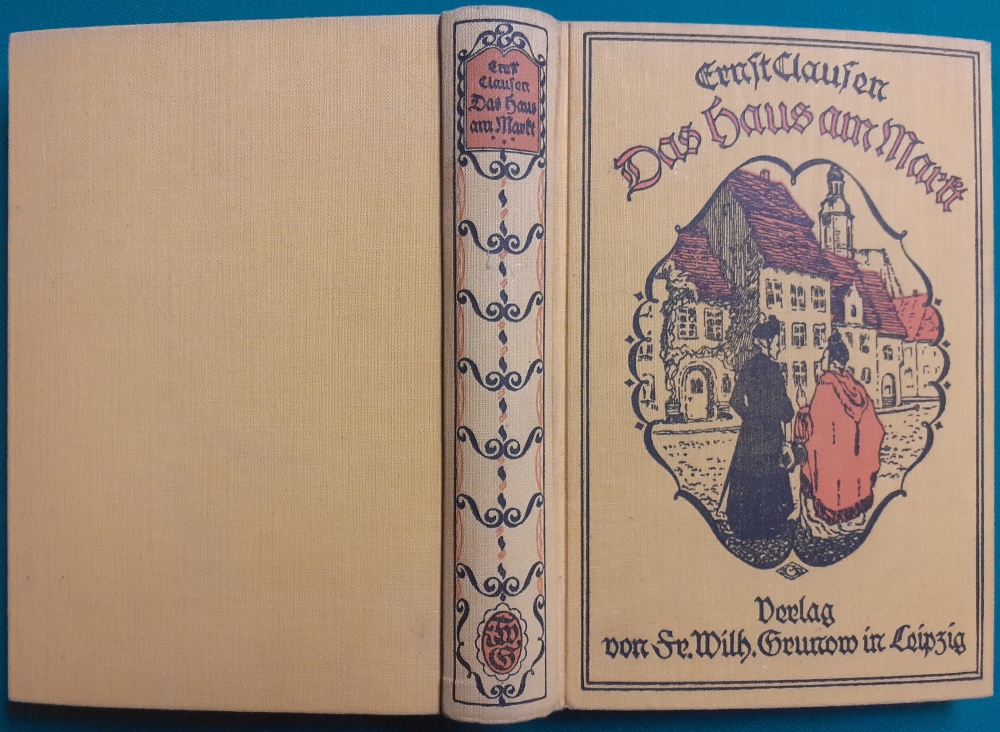 Ernst
Clausen
Das Haus
am Markt
FWG
Ernst Clausen
Das Haus am Markt
Verlag
von Fr. Wilh. Grunow in Leipzig